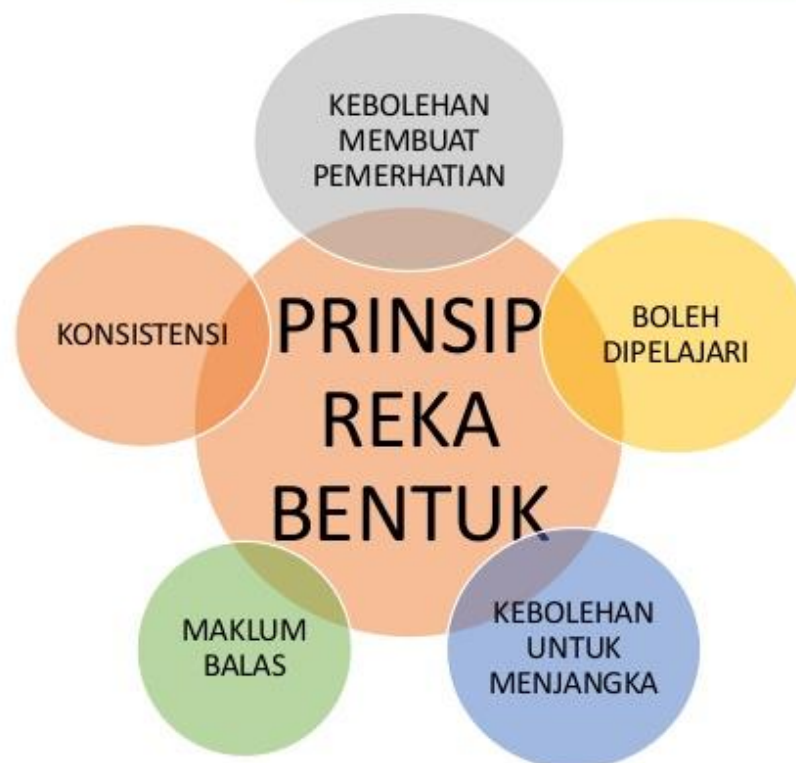 KEBOLEHAN
MEMBUAT
PEMERHATIAN
KONSISTENSI
PRINSIP
REKA
BENTUK
BOLEH
DIPELAJARI
MAKLUM
BALAS
KEBOLEHAN
UNTUK
MENJANGKA